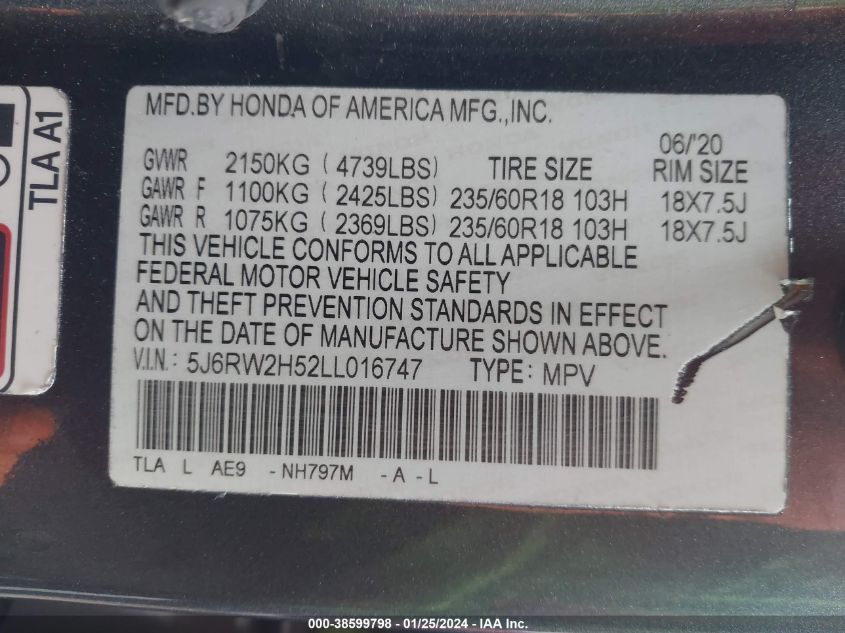 TLA A1
MFD.BY HONDA OF AMERICA MFG.,INC.
06/'20
GVWR 2150KG ( 4739LBS) TIRE SIZE RIM SIZE
GAWR F 1100KG ( 2425LBS) 235/60R18 103H 18X7.5J
GAWR R 1075KG ( 2369LBS) 235/60R18 103H 18X7.5J
THIS VEHICLE CONFORMS TO ALL APPLICABLE
FEDERAL MOTOR VEHICLE SAFETY
AND THEFT PREVENTION STANDARDS IN EFFECT
ON THE DATE OF MANUFACTURE SHOWN ABOVE.
V.I.N.: 5J6RW2H52LL016747 TYPE: MPV
TLA L AE9 - NH797M - A - L
000-38599798 - 01/25/2024 - IAA Inc.